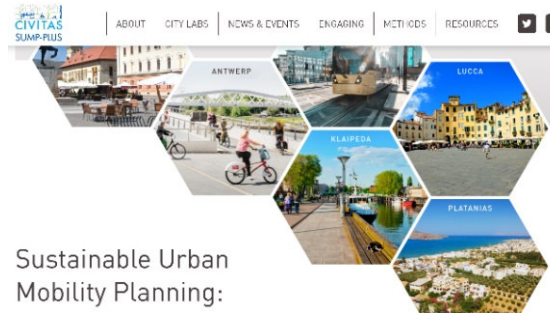 CIVITAS
SUMP-PLUS
ABOUT
CITY LABS
NEWS & EVENTS
ENGAGING
METHODS
RESOURCES
ANTWERP
LUCCA
KLAIPEDA
PLATANIAS
Sustainable Urban
Mobility Planning: